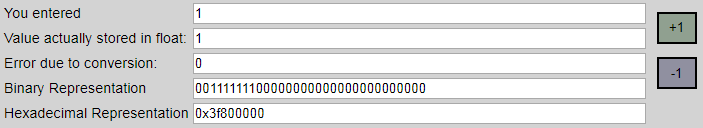 You entered 1
Value actually stored in float: 1 +1
Error due to conversion: 0
Binary Representation 00111111100000000000000000000000 -1
Hexadecimal Representation 0x3f800000